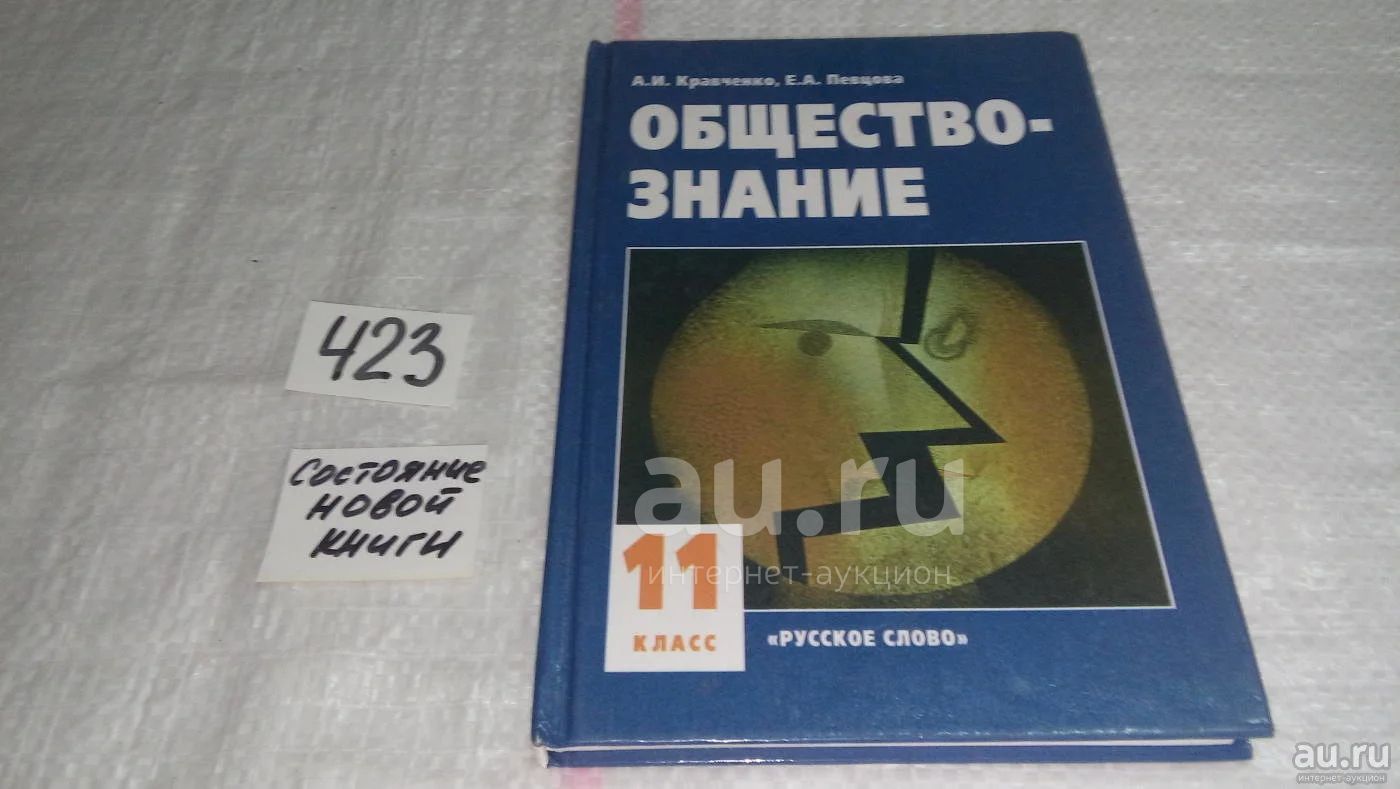 А.И. Кравченко, Е.А. Певцова
ОБЩЕСТВО-
ЗНАНИЕ
423
Состояние
новой
книги
au.ru
интернет-аукцион
11
КЛАСС
«РУССКОЕ СЛОВО»
au.ru
интернет-аукцион